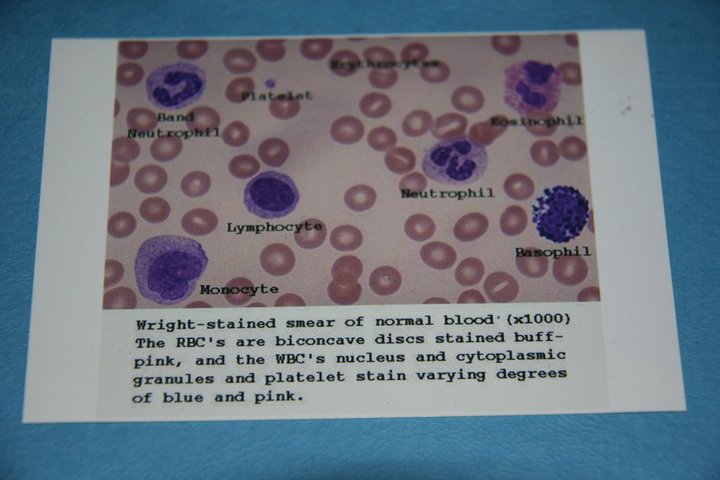 Erythrocytes
Platelet
Band
Neutrophil
Eosinophil
Neutrophil
Lymphocyte
Basophil
Monocyte
Wright-stained smear of normal blood (x1000)
The RBC's are biconcave discs stained buff-
pink, and the WBC's nucleus and cytoplasmic
granules and platelet stain varying degrees
of blue and pink.